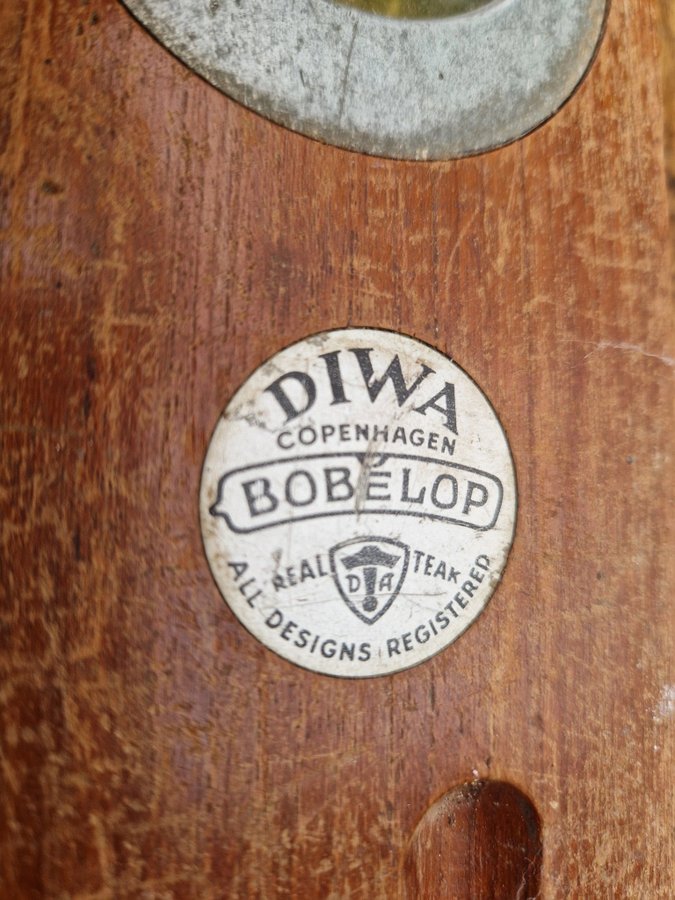 DIWA
COPENHAGEN
BOBÉLOP
REAL DA TEAK
ALL DESIGNS REGISTERED